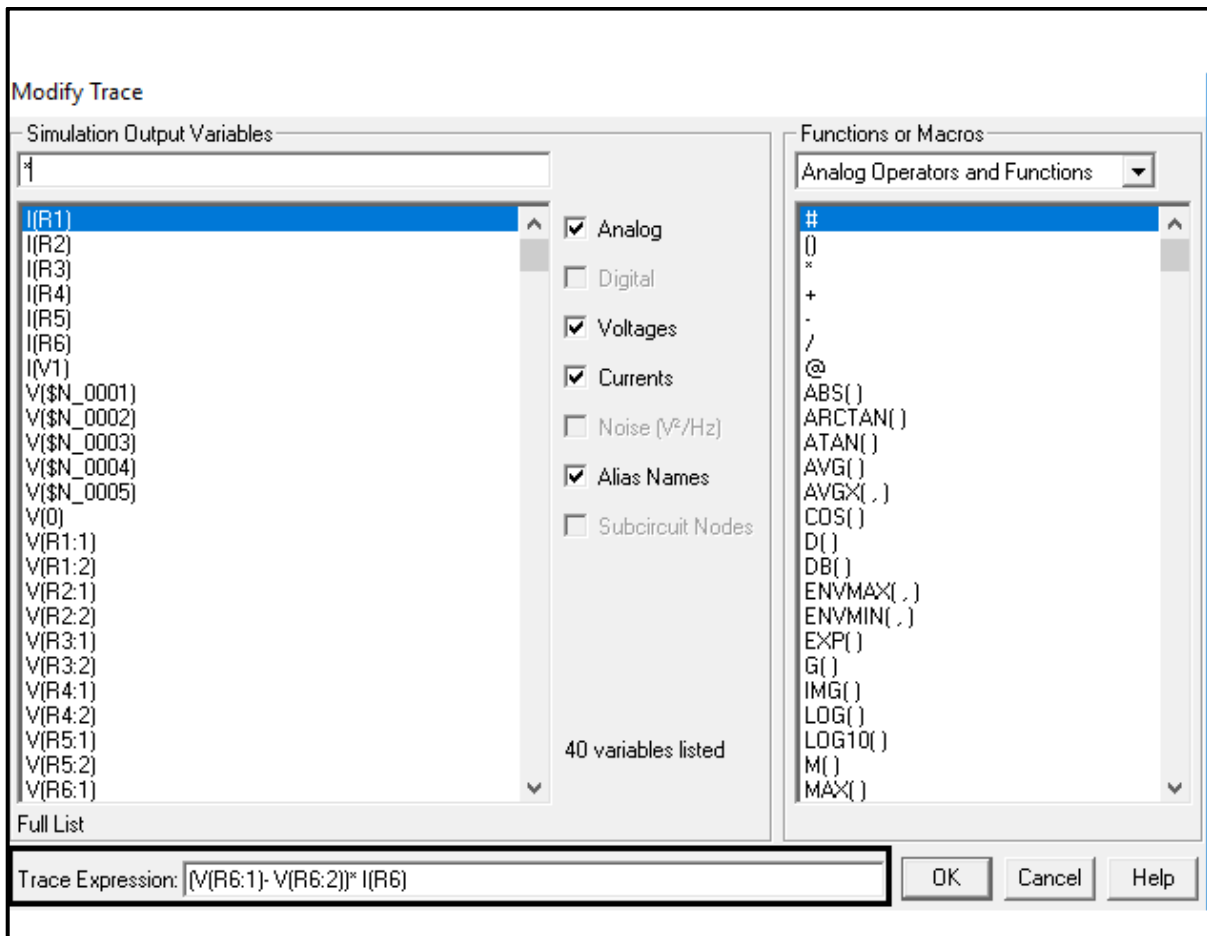 Modify Trace
Simulation Output Variables
*
I(R1)
I(R2)
I(R3)
I(R4)
I(R5)
I(R6)
I(V1)
V($N_0001)
V($N_0002)
V($N_0003)
V($N_0004)
V($N_0005)
V(0)
V(R1:1)
V(R1:2)
V(R2:1)
V(R2:2)
V(R3:1)
V(R3:2)
V(R4:1)
V(R4:2)
V(R5:1)
V(R5:2)
V(R6:1)
Full List
Analog
Digital
Voltages
Currents
Noise (V²/Hz)
Alias Names
Subcircuit Nodes
40 variables listed
Functions or Macros
Analog Operators and Functions
#
()
*
+
-
/
@
ABS( )
ARCTAN( )
ATAN( )
AVG( )
AVGX( , )
COS( )
D( )
DB( )
ENVMAX( , )
ENVMIN( , )
EXP( )
G( )
IMG( )
LOG( )
LOG10( )
M( )
MAX( )
Trace Expression: (V(R6:1)- V(R6:2))* I(R6)
OK
Cancel
Help